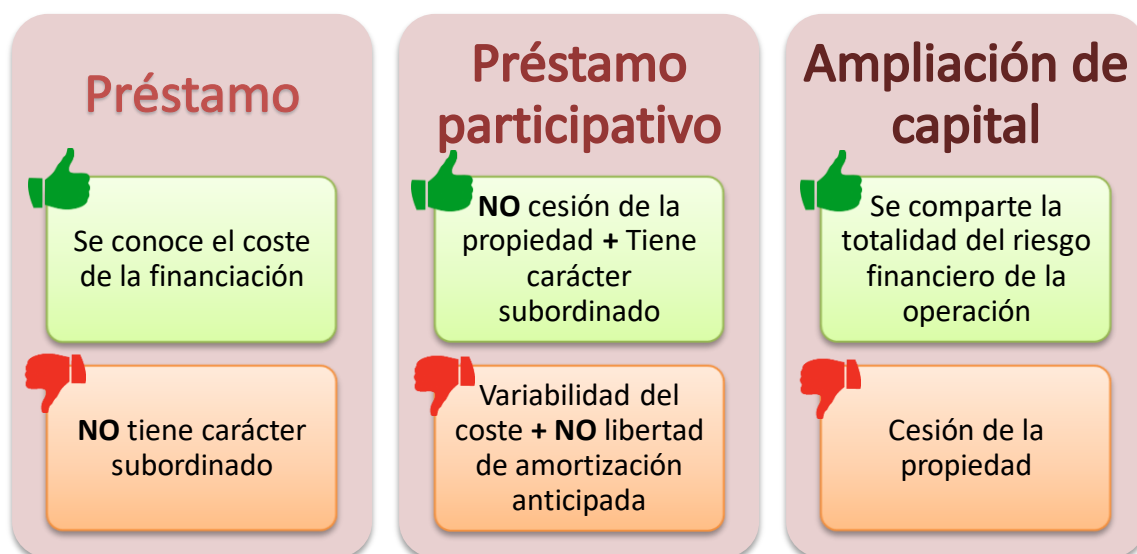 Préstamo
Se conoce el coste
de la financiación
NO tiene carácter
subordinado
Préstamo
participativo
NO cesión de la
propiedad + Tiene
carácter
subordinado
Variabilidad del
coste + NO libertad
de amortización
anticipada
Ampliación de
capital
Se comparte la
totalidad del riesgo
financiero de la
operación
Cesión de la
propiedad